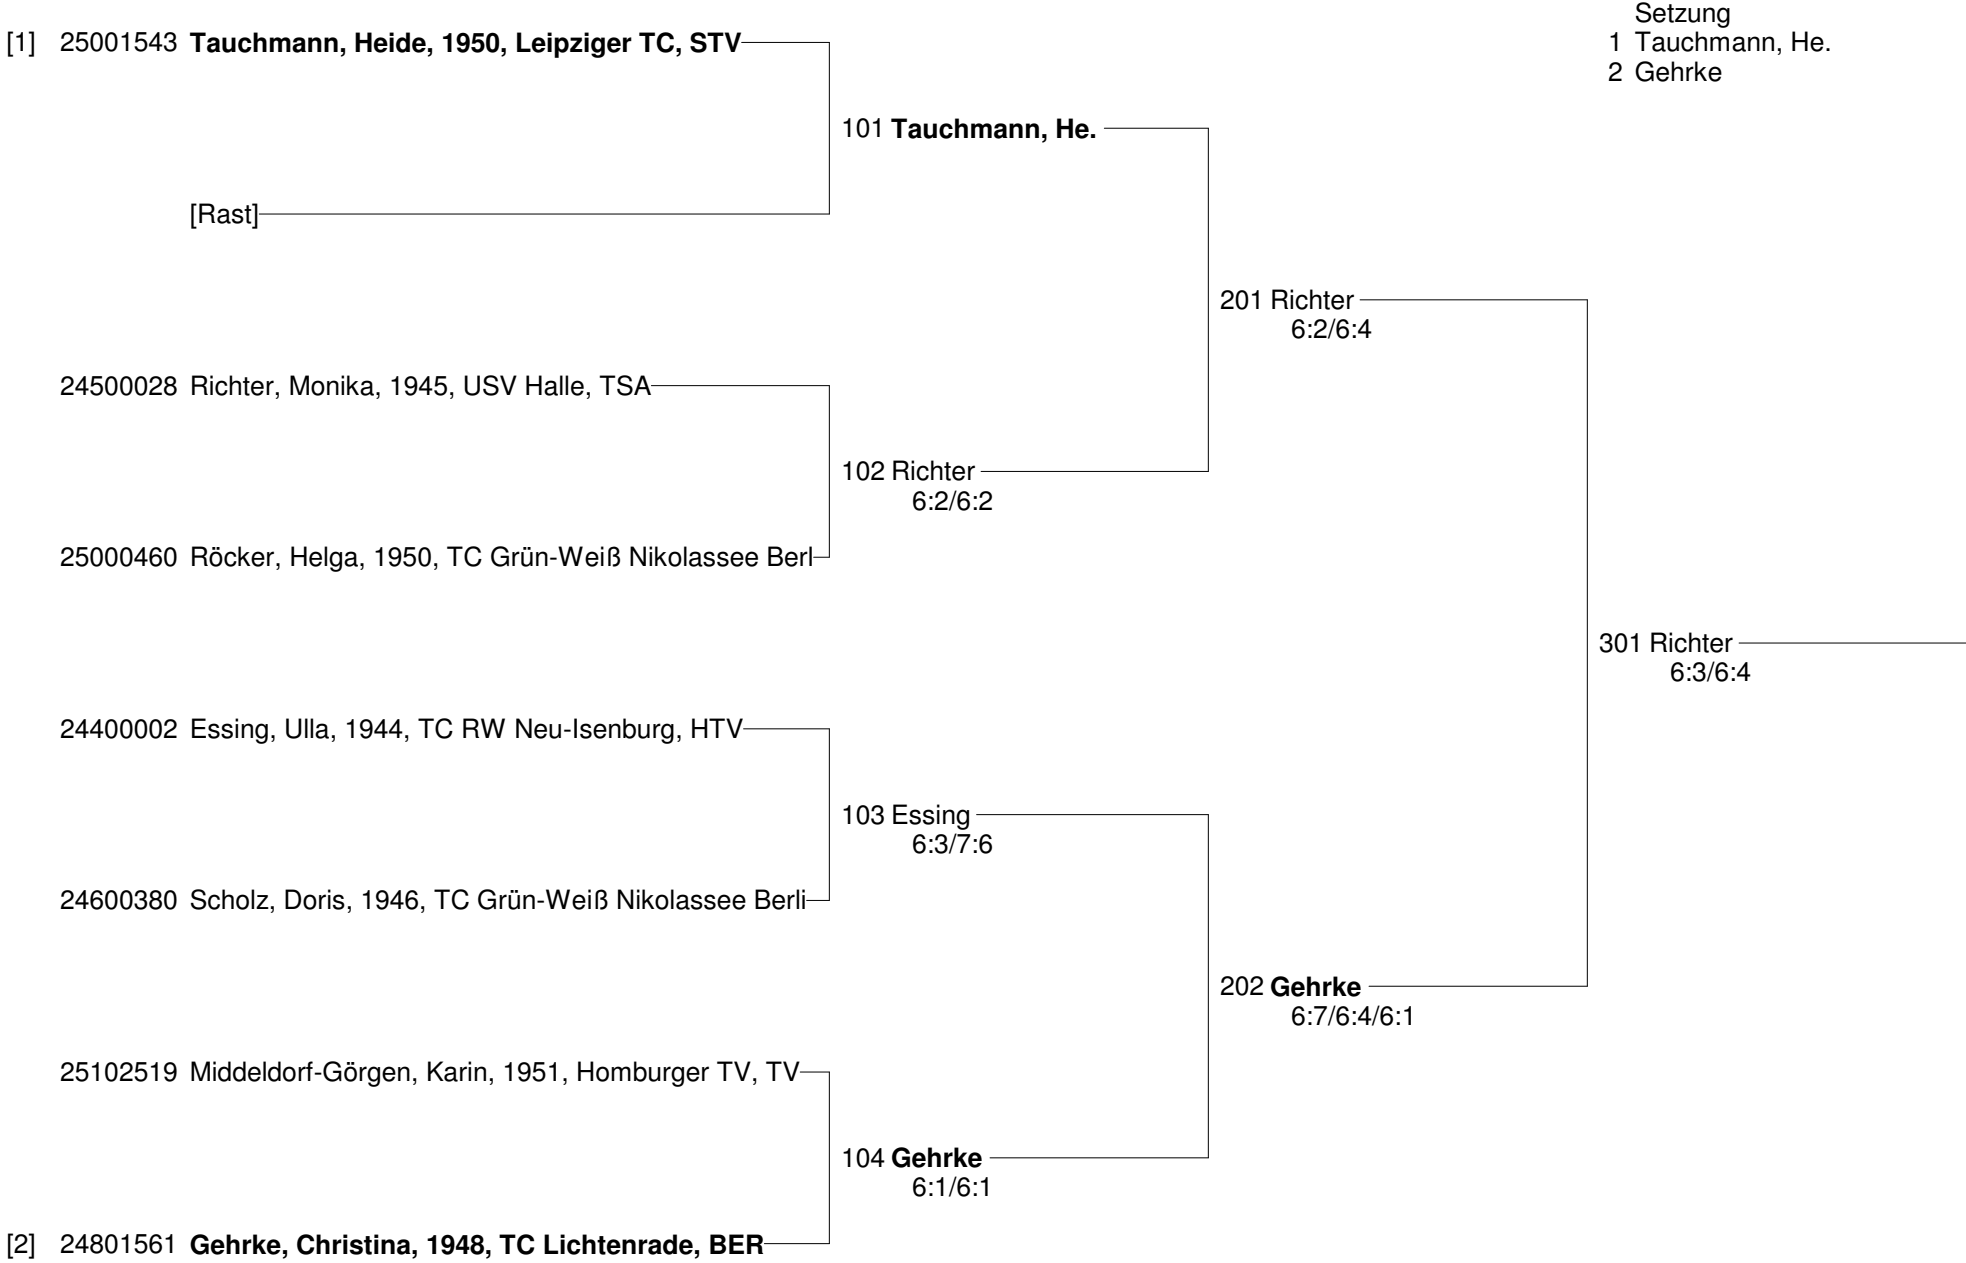 Setzung
[1] 25001543 Tauchmann, Heide, 1950, Leipziger TC, STV
1 Tauchmann, He.
2 Gehrke
101 Tauchmann, He.
[Rast]
201 Richter
6:2/6:4
24500028 Richter, Monika, 1945, USV Halle, TSA
102 Richter
6:2/6:2
25000460 Röcker, Helga, 1950, TC Grün-Weiß Nikolassee Berl
301 Richter
6:3/6:4
24400002 Essing, Ulla, 1944, TC RW Neu-Isenburg, HTV
103 Essing
6:3/7:6
24600380 Scholz, Doris, 1946, TC Grün-Weiß Nikolassee Berli
202 Gehrke
6:7/6:4/6:1
25102519 Middeldorf-Görgen, Karin, 1951, Homburger TV, TV
104 Gehrke
6:1/6:1
[2] 24801561 Gehrke, Christina, 1948, TC Lichtenrade, BER